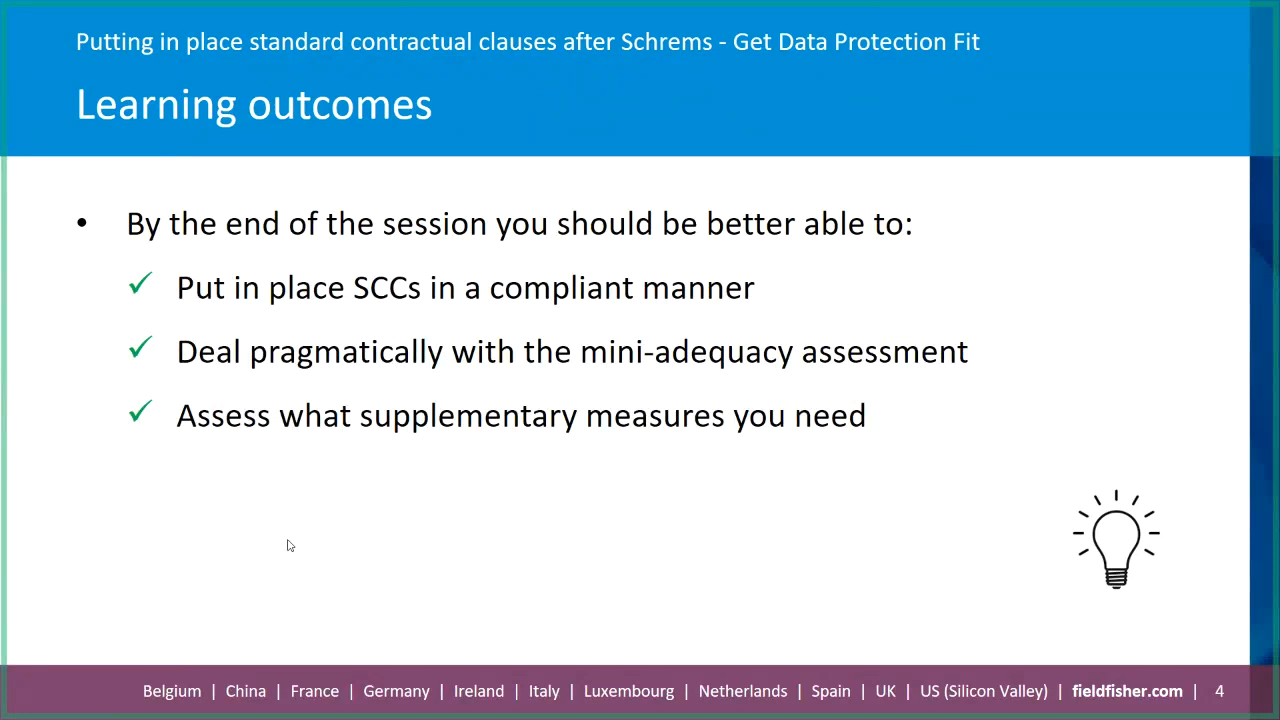 Putting in place standard contractual clauses after Schrems - Get Data Protection Fit
Learning outcomes
• By the end of the session you should be better able to:
✓ Put in place SCCs in a compliant manner
✓ Deal pragmatically with the mini-adequacy assessment
✓ Assess what supplementary measures you need
Belgium | China | France | Germany | Ireland | Italy | Luxembourg | Netherlands | Spain | UK | US (Silicon Valley) | fieldfisher.com | 4